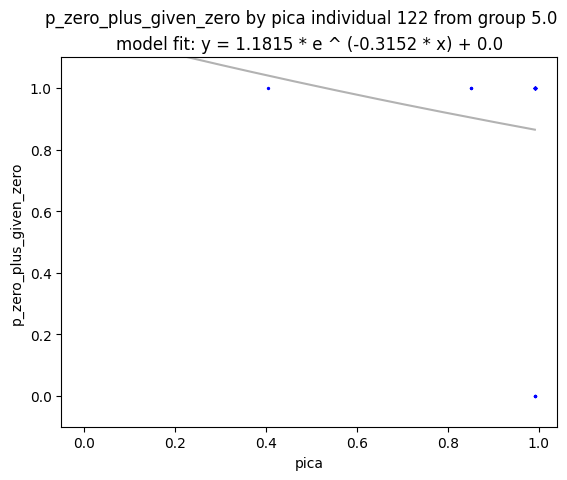 p_zero_plus_given_zero by pica individual 122 from group 5.0
model fit: y = 1.1815 * e ^ (-0.3152 * x) + 0.0
1.0
0.8
0.6
0.4
0.2
0.0
p_zero_plus_given_zero
0.0 0.2 0.4 0.6 0.8 1.0
pica